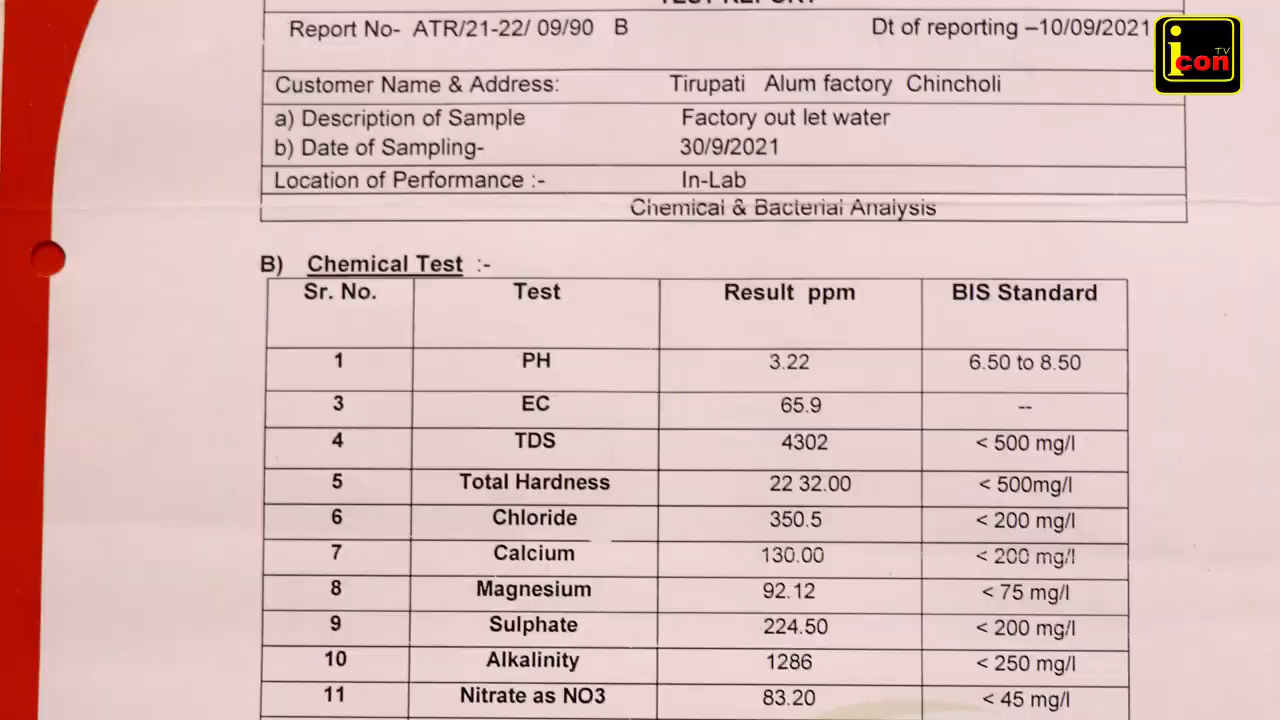 TEST REPORT
Report No- ATR/21-22/ 09/90 B Dt of reporting –10/09/2021
icon TV
Customer Name & Address: Tirupati Alum factory Chincholi
a) Description of Sample Factory out let water
b) Date of Sampling- 30/9/2021
Location of Performance :- In-Lab
Chemical & Bacterial Analysis
B) Chemical Test :-
Sr. No. Test Result ppm BIS Standard
1 PH 3.22 6.50 to 8.50
3 EC 65.9 --
4 TDS 4302 < 500 mg/l
5 Total Hardness 22 32.00 < 500mg/l
6 Chloride 350.5 < 200 mg/l
7 Calcium 130.00 < 200 mg/l
8 Magnesium 92.12 < 75 mg/l
9 Sulphate 224.50 < 200 mg/l
10 Alkalinity 1286 < 250 mg/l
11 Nitrate as NO3 83.20 < 45 mg/l